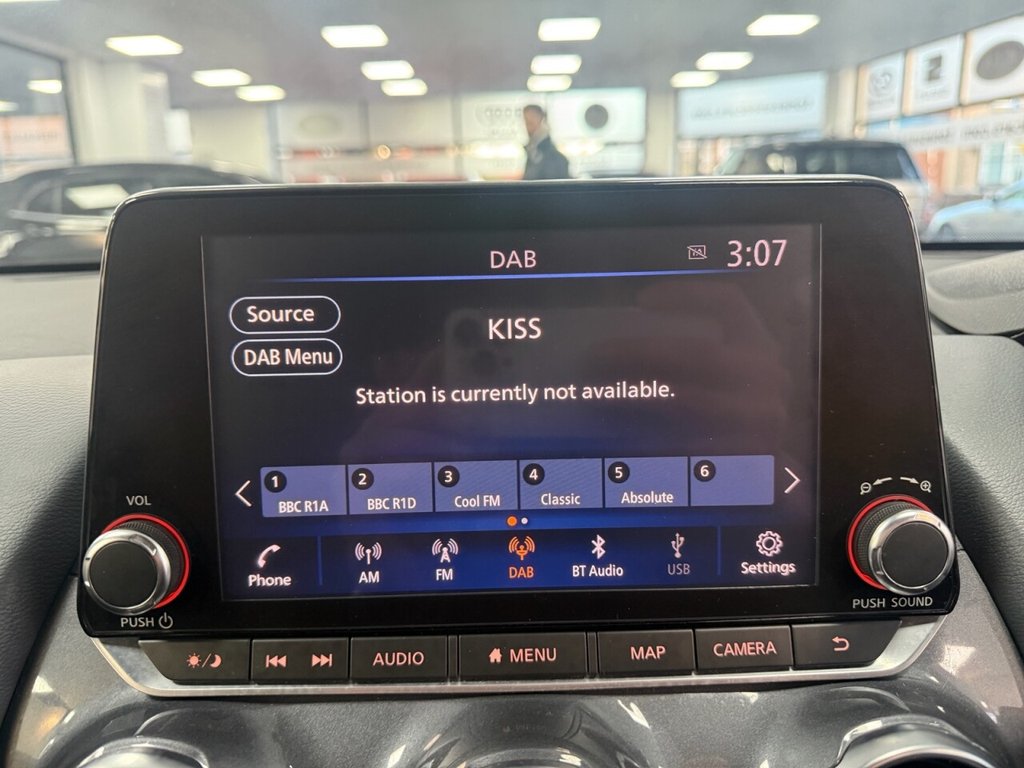 DAB
TA
3:07
Source
KISS
DAB Menu
Station is currently not available.
1 BBC R1A
2 BBC R1D
3 Cool FM
4 Classic
5 Absolute
6
Phone
AM
FM
DAB
BT Audio
USB
Settings
VOL
PUSH
PUSH SOUND
AUDIO
MENU
MAP
CAMERA